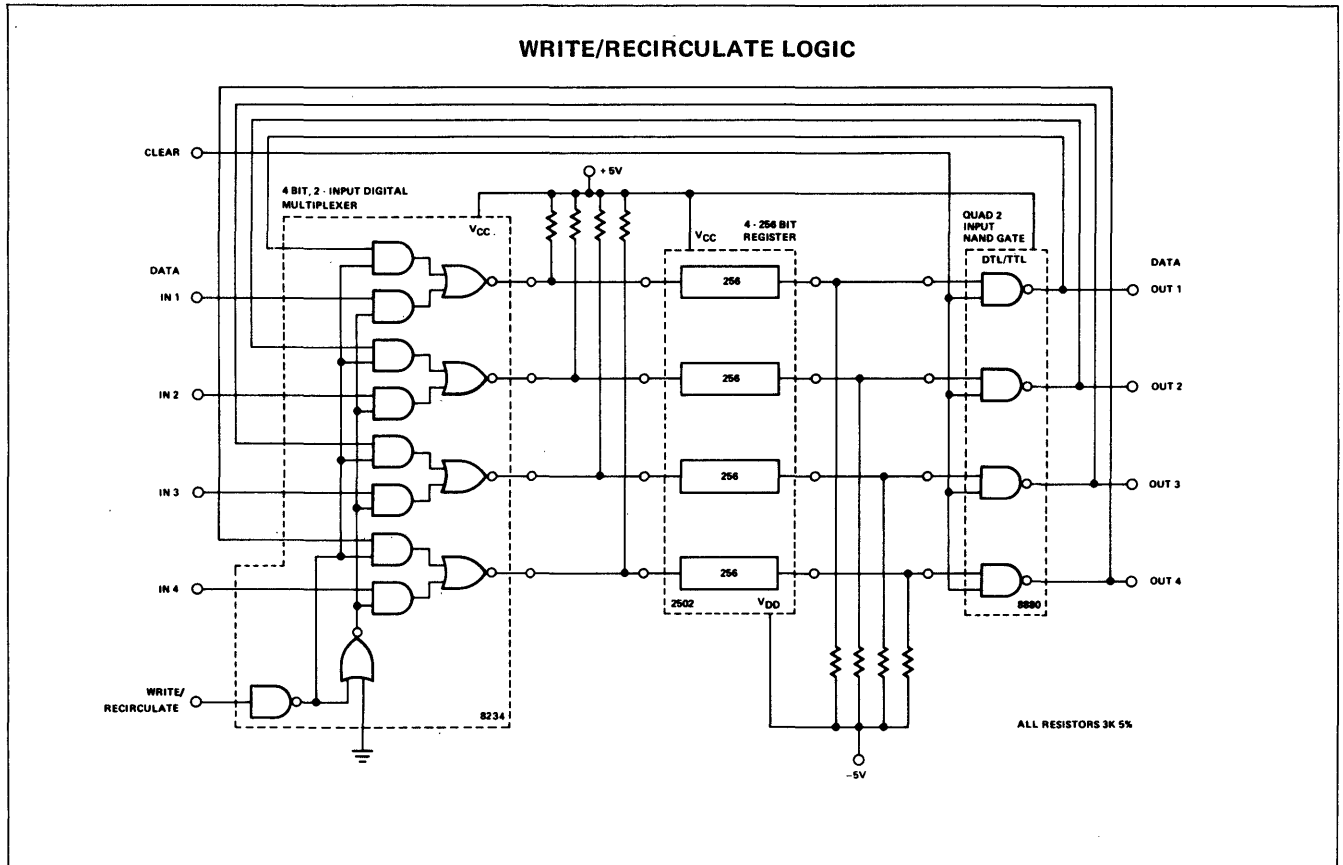 WRITE/RECIRCULATE LOGIC
CLEAR
+5V
4 BIT, 2 - INPUT DIGITAL
MULTIPLEXER
VCC
VCC
4 - 256 BIT
REGISTER
QUAD 2
INPUT
NAND GATE
DTL/TTL
DATA
IN 1
256
DATA
OUT 1
IN 2
256
OUT 2
IN 3
256
OUT 3
IN 4
256
OUT 4
2502
VDD
8880
WRITE/
RECIRCULATE
8234
ALL RESISTORS 3K 5%
-5V